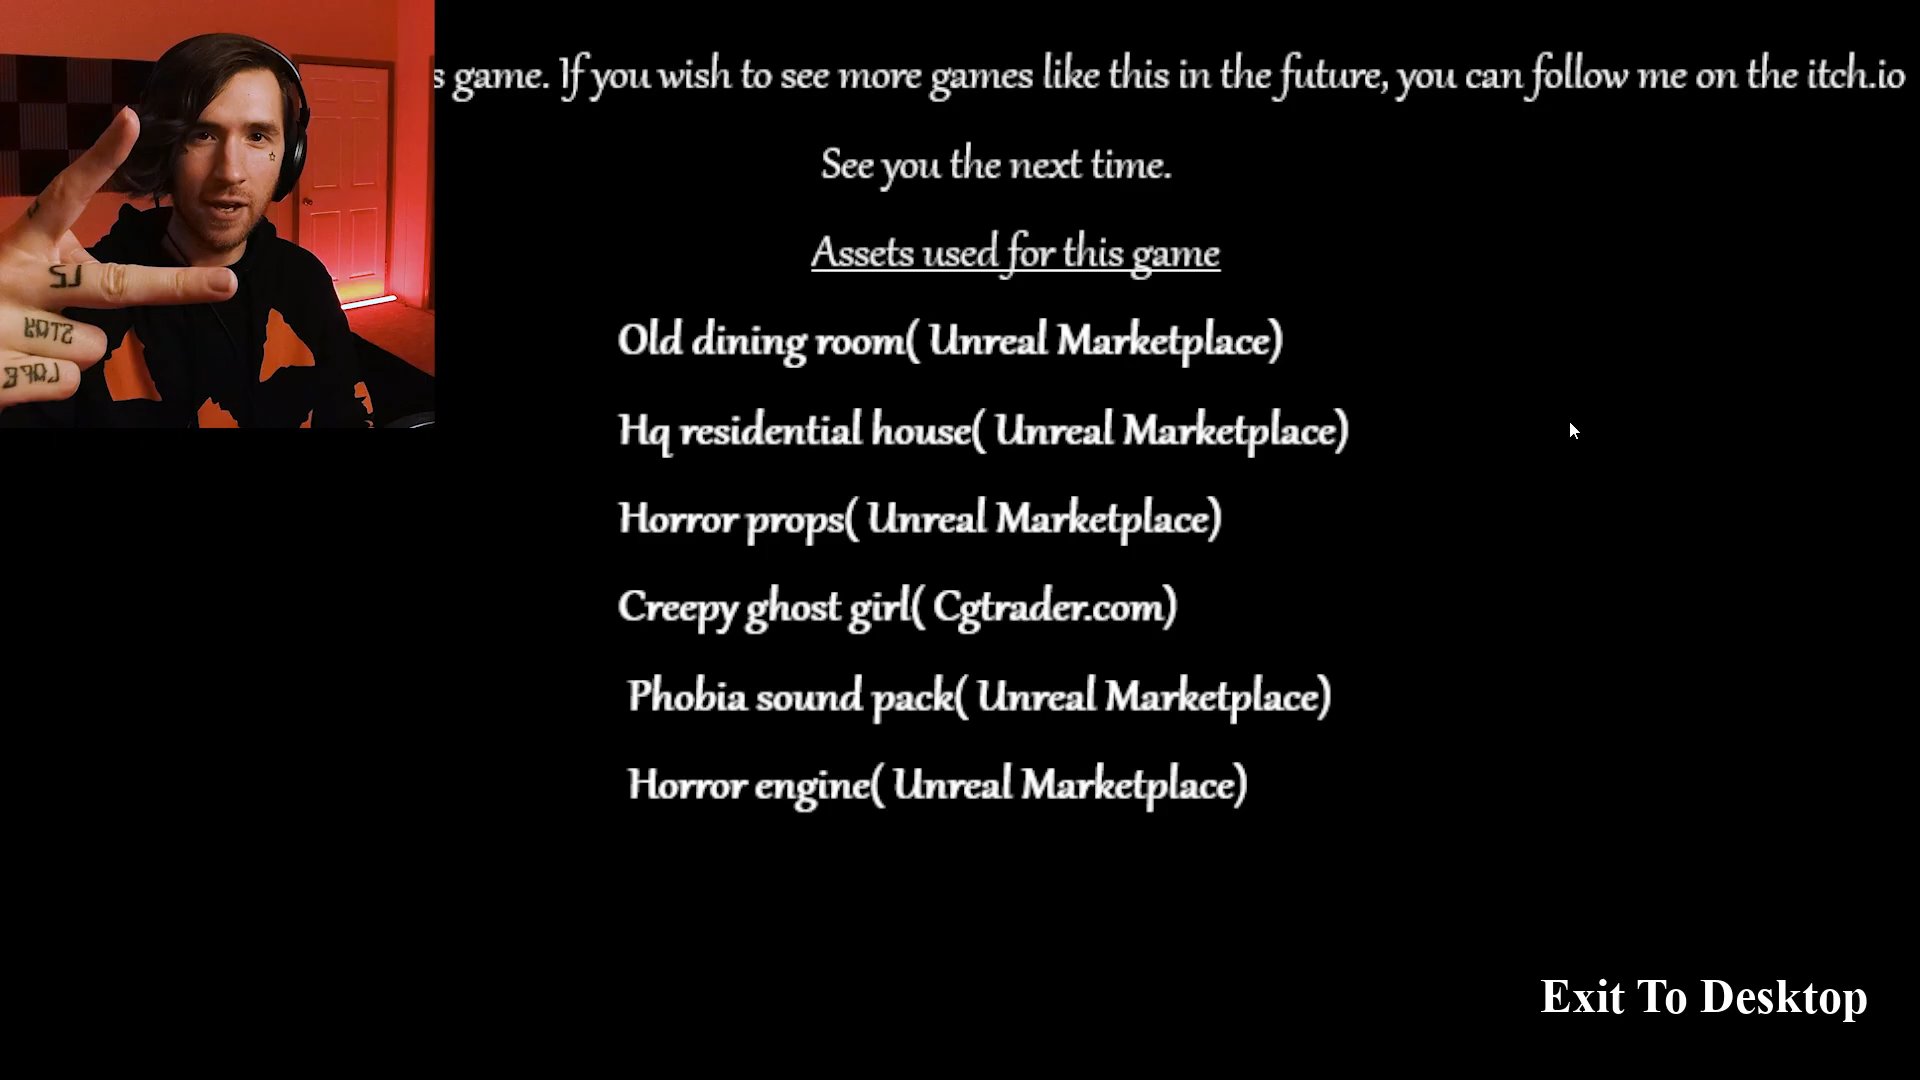 s game. If you wish to see more games like this in the future, you can follow me on the itch.io
See you the next time.
Assets used for this game
Old dining room( Unreal Marketplace)
Hq residential house( Unreal Marketplace)
Horror props( Unreal Marketplace)
Creepy ghost girl( Cgtrader.com)
Phobia sound pack( Unreal Marketplace)
Horror engine( Unreal Marketplace)
Exit To Desktop